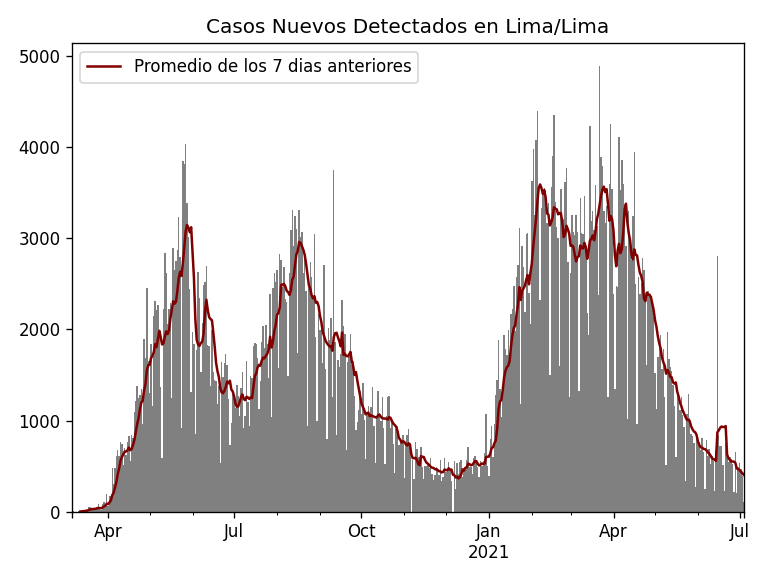 Casos Nuevos Detectados en Lima/Lima
Promedio de los 7 dias anteriores
5000
4000
3000
2000
1000
0
Apr
Jul
Oct
Jan
2021
Apr
Jul